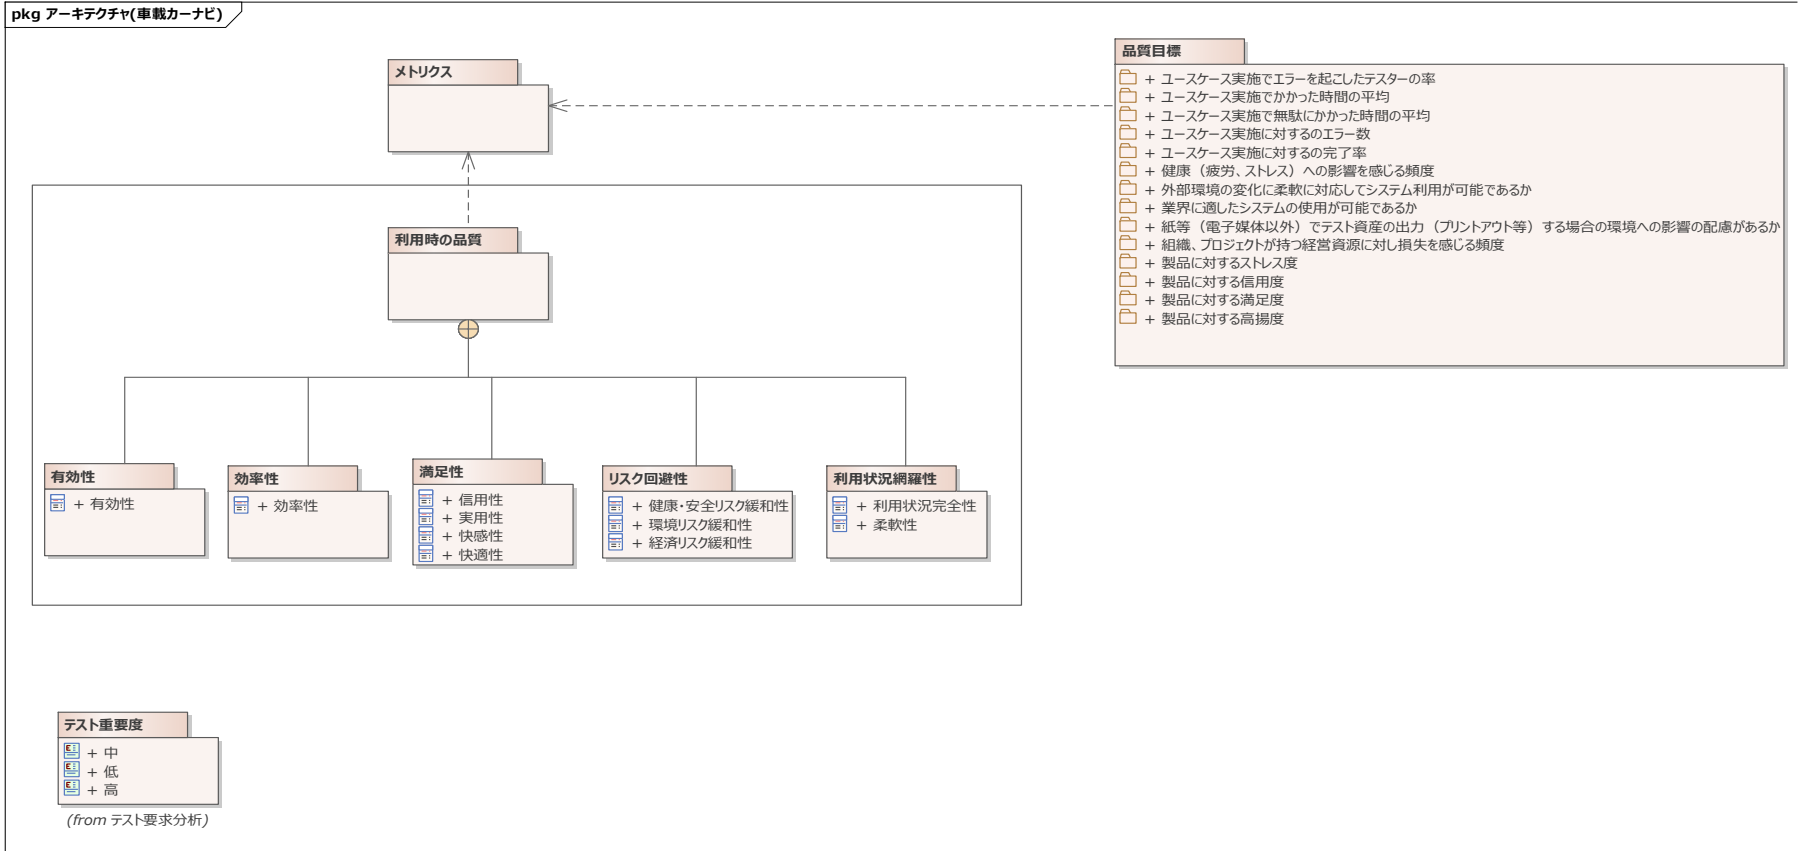 pkg アーキテクチャ(車載カーナビ)
メトリクス
品質目標
+ ユースケース実施でエラーを起こしたテスターの率
+ ユースケース実施でかかった時間の平均
+ ユースケース実施で無駄にかかった時間の平均
+ ユースケース実施に対するのエラー数
+ ユースケース実施に対するの完了率
+ 健康（疲労、ストレス）への影響を感じる頻度
+ 外部環境の変化に柔軟に対応してシステム利用が可能であるか
+ 業界に適したシステムの使用が可能であるか
+ 紙等（電子媒体以外）でテスト資産の出力（プリントアウト等）する場合の環境への影響の配慮があるか
+ 組織、プロジェクトが持つ経営資源に対し損失を感じる頻度
+ 製品に対するストレス度
+ 製品に対する信用度
+ 製品に対する満足度
+ 製品に対する高揚度
利用時の品質
有効性
+ 有効性
効率性
+ 効率性
満足性
+ 信用性
+ 実用性
+ 快感性
+ 快適性
リスク回避性
+ 健康・安全リスク緩和性
+ 環境リスク緩和性
+ 経済リスク緩和性
利用状況網羅性
+ 利用状況完全性
+ 柔軟性
テスト重要度
+ 中
+ 低
+ 高
(from テスト要求分析)